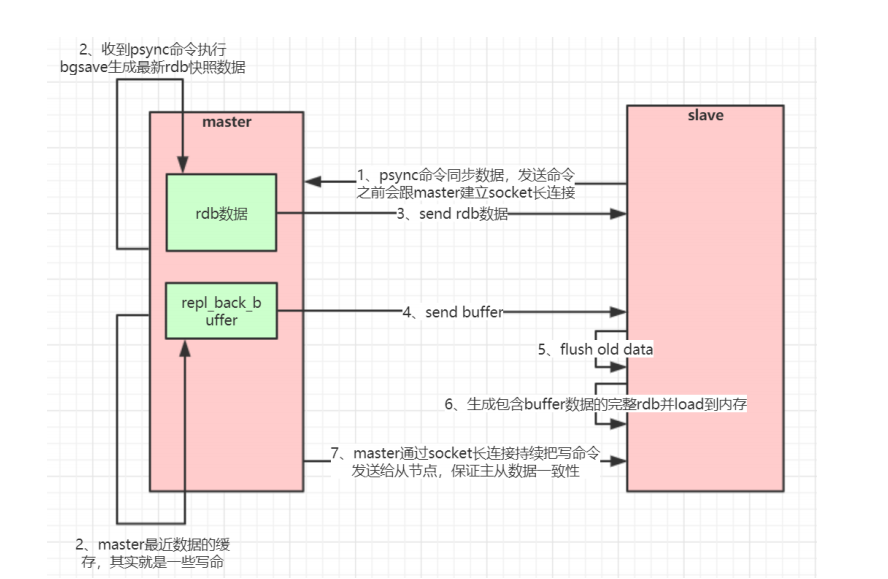 2、收到psync命令执行
bgsave生成最新rdb快照数据
master
slave
1、psync命令同步数据，发送命令
之前会跟master建立socket长连接
rdb数据
3、send rdb数据
repl_back_b
uffer
4、send buffer
5、flush old data
6、生成包含buffer数据的完整rdb并load到内存
7、master通过socket长连接持续把写命令
发送给从节点，保证主从数据一致性
2、master最近数据的缓
存，其实就是一些写命